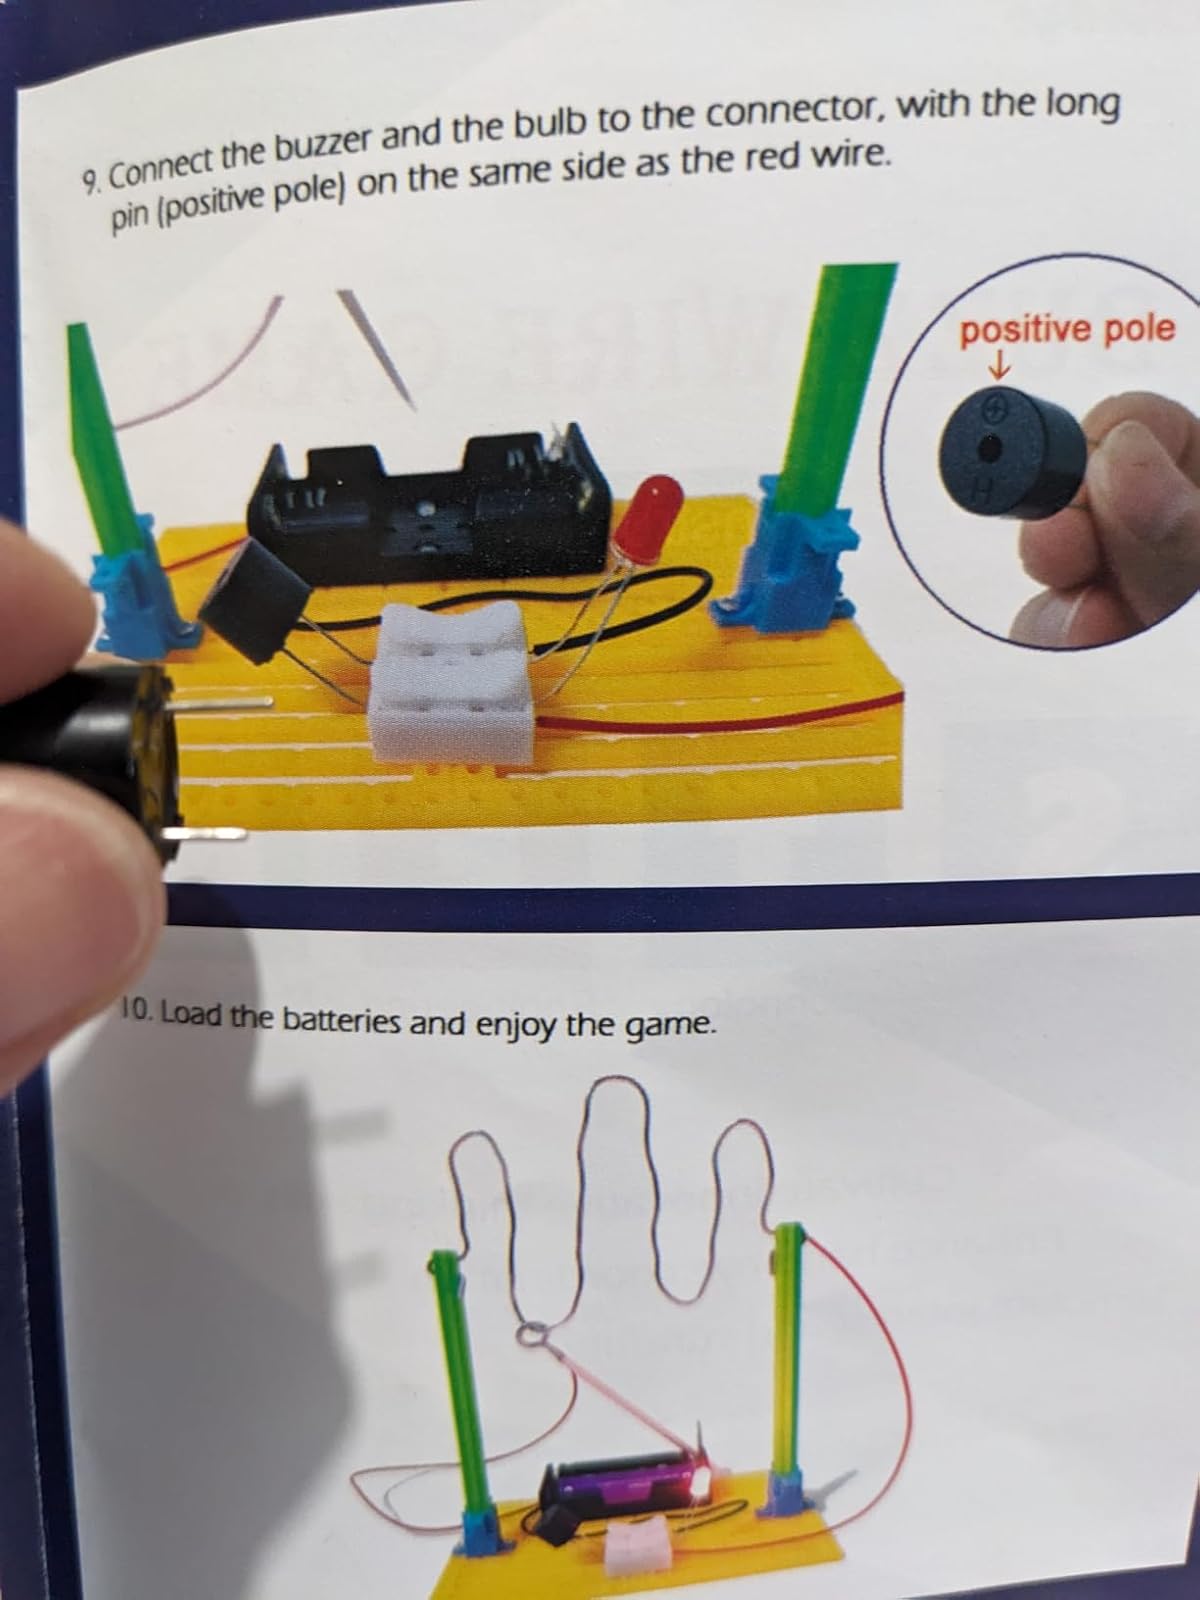 9. Connect the buzzer and the bulb to the connector, with the long
pin (positive pole) on the same side as the red wire.
positive pole
10. Load the batteries and enjoy the game.